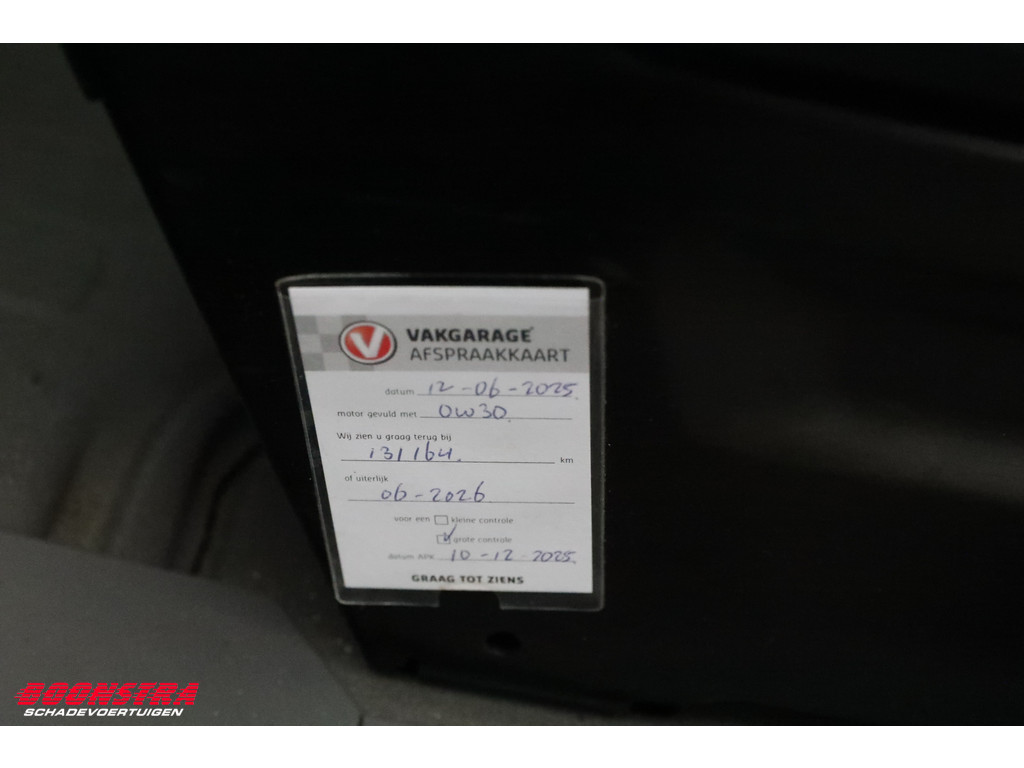 V
VAKGARAGE
AFSPRAAKKAART
datum 12-06-2025.
motor gevuld met 0W30.
Wij zien u graag terug bij
131164. km
of uiterlijk
06-2026
voor een kleine controle
grote controle
datum APK 10-12-2025.
GRAAG TOT ZIENS
BOONSTRA
SCHADEVOERTUIGEN